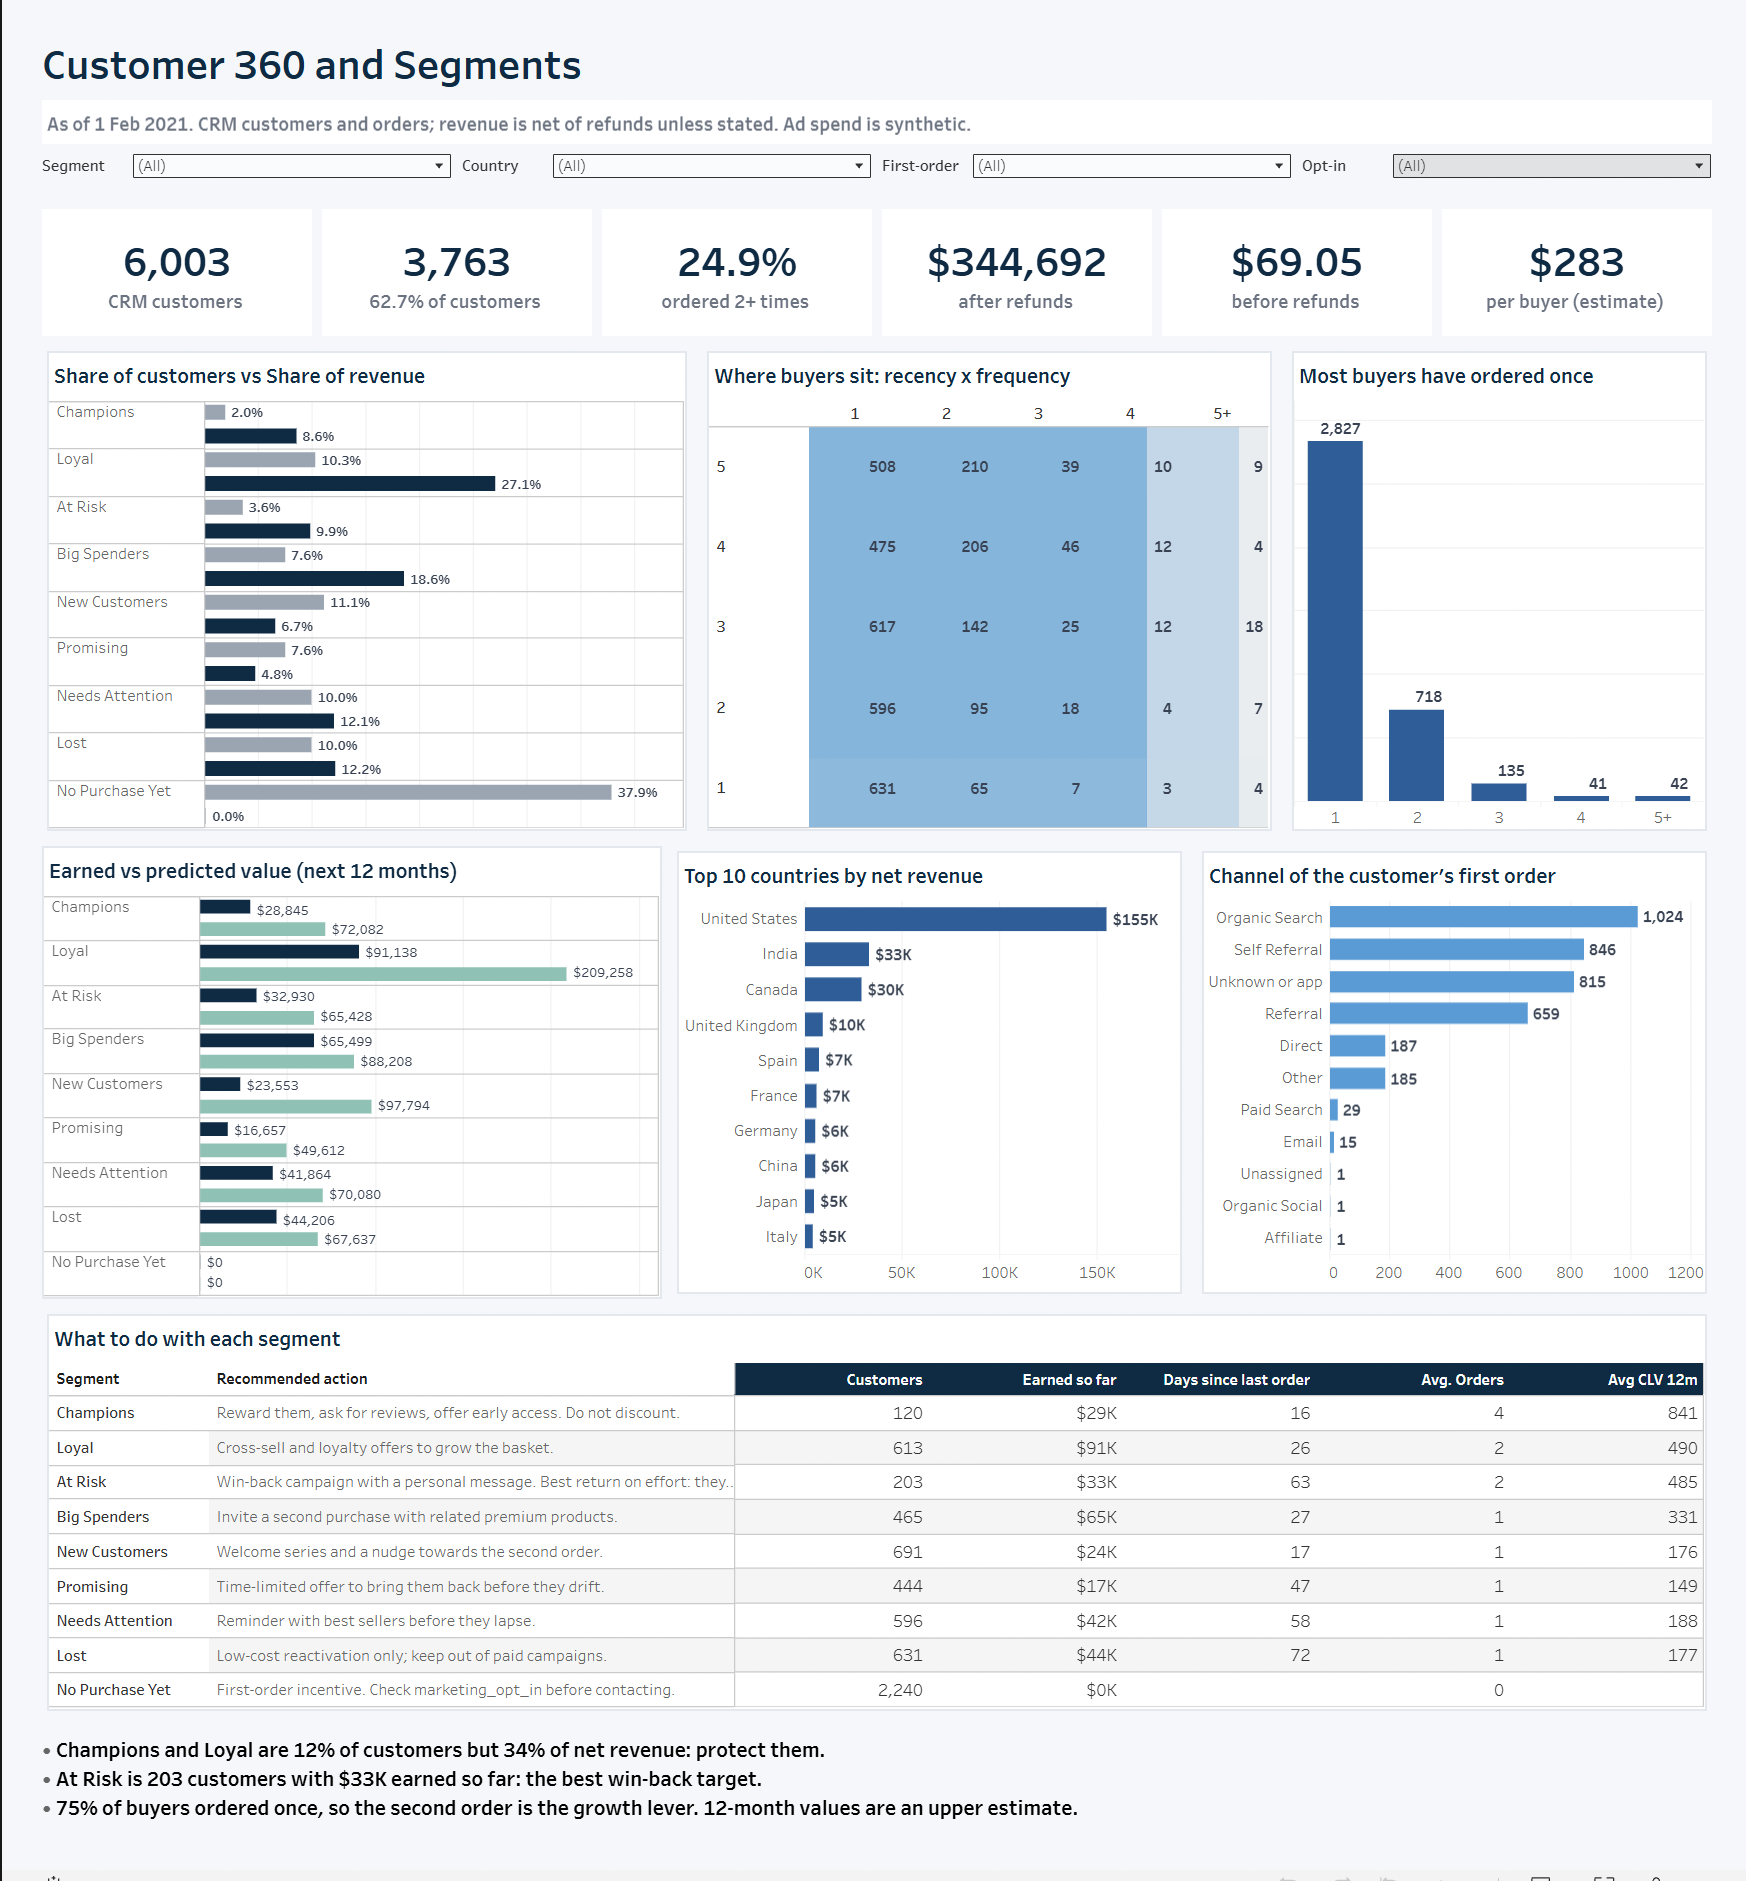 Customer 360 and Segments
As of 1 Feb 2021. CRM customers and orders; revenue is net of refunds unless stated. Ad spend is synthetic.
Segment (All) Country (All) First-order (All) Opt-in (All)
6,003 3,763 24.9% $344,692 $69.05 $283
CRM customers 62.7% of customers ordered 2+ times after refunds before refunds per buyer (estimate)
Share of customers vs Share of revenue
Champions 2.0%
8.6%
Loyal 10.3%
27.1%
At Risk 3.6%
9.9%
Big Spenders 7.6%
18.6%
New Customers 11.1%
6.7%
Promising 7.6%
4.8%
Needs Attention 10.0%
12.1%
Lost 10.0%
12.2%
No Purchase Yet 37.9%
0.0%
Where buyers sit: recency x frequency
1 2 3 4 5+
5 508 210 39 10 9
4 475 206 46 12 4
3 617 142 25 12 18
2 596 95 18 4 7
1 631 65 7 3 4
Most buyers have ordered once
2,827
718
135
41 42
1 2 3 4 5+
Earned vs predicted value (next 12 months)
Champions $28,845
$72,082
Loyal $91,138
$209,258
At Risk $32,930
$65,428
Big Spenders $65,499
$88,208
New Customers $23,553
$97,794
Promising $16,657
$49,612
Needs Attention $41,864
$70,080
Lost $44,206
$67,637
No Purchase Yet $0
$0
Top 10 countries by net revenue
United States $155K
India $33K
Canada $30K
United Kingdom $10K
Spain $7K
France $7K
Germany $6K
China $6K
Japan $5K
Italy $5K
0K 50K 100K 150K
Channel of the customer's first order
Organic Search 1,024
Self Referral 846
Unknown or app 815
Referral 659
Direct 187
Other 185
Paid Search 29
Email 15
Unassigned 1
Organic Social 1
Affiliate 1
0 200 400 600 800 1000 1200
What to do with each segment
Segment Recommended action Customers Earned so far Days since last order Avg. Orders Avg CLV 12m
Champions Reward them, ask for reviews, offer early access. Do not discount. 120 $29K 16 4 841
Loyal Cross-sell and loyalty offers to grow the basket. 613 $91K 26 2 490
At Risk Win-back campaign with a personal message. Best return on effort: they.. 203 $33K 63 2 485
Big Spenders Invite a second purchase with related premium products. 465 $65K 27 1 331
New Customers Welcome series and a nudge towards the second order. 691 $24K 17 1 176
Promising Time-limited offer to bring them back before they drift. 444 $17K 47 1 149
Needs Attention Reminder with best sellers before they lapse. 596 $42K 58 1 188
Lost Low-cost reactivation only; keep out of paid campaigns. 631 $44K 72 1 177
No Purchase Yet First-order incentive. Check marketing_opt_in before contacting. 2,240 $0K 0
• Champions and Loyal are 12% of customers but 34% of net revenue: protect them.
• At Risk is 203 customers with $33K earned so far: the best win-back target.
• 75% of buyers ordered once, so the second order is the growth lever. 12-month values are an upper estimate.